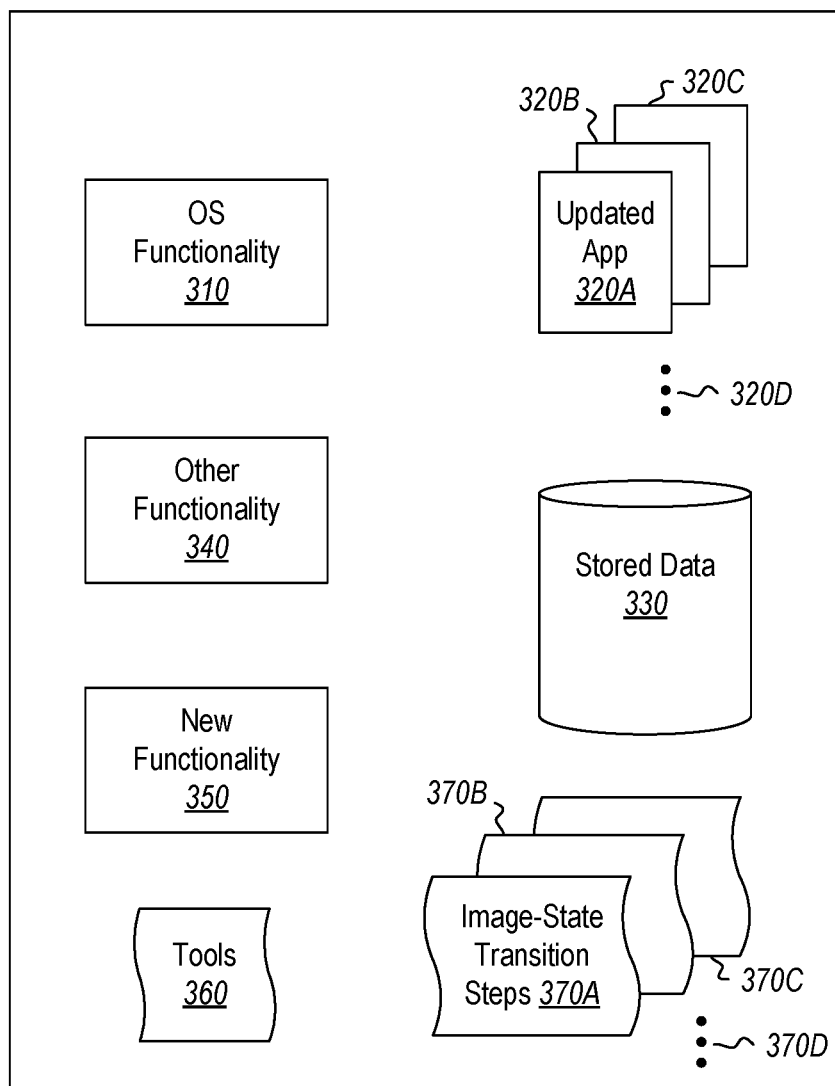 320C
320B
OS
Functionality
310
Updated
App
320A
320D
Other
Functionality
340
Stored Data
330
New
Functionality
350
370B
Image-State
Transition
Steps 370A
Tools
360
370C
370D